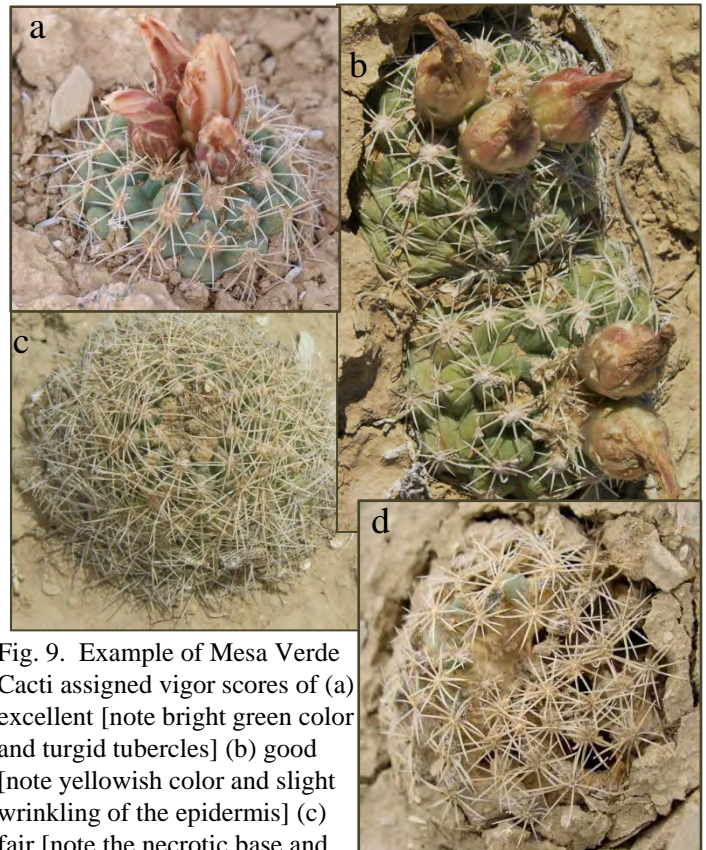 a
b
c
d
Fig. 9.  Example of Mesa Verde
Cacti assigned vigor scores of (a)
excellent [note bright green color
and turgid tubercles] (b) good
[note yellowish color and slight
wrinkling of the epidermis] (c)
fair [note the necrotic base and